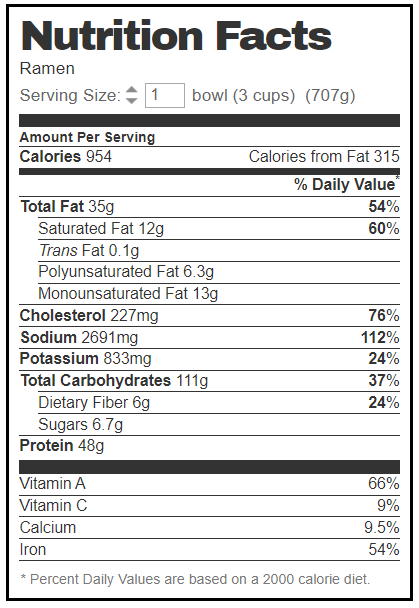 Nutrition Facts
Ramen
Serving Size: 1 bowl (3 cups) (707g)
Amount Per Serving
Calories 954 Calories from Fat 315
% Daily Value*
Total Fat 35g 54%
Saturated Fat 12g 60%
Trans Fat 0.1g
Polyunsaturated Fat 6.3g
Monounsaturated Fat 13g
Cholesterol 227mg 76%
Sodium 2691mg 112%
Potassium 833mg 24%
Total Carbohydrates 111g 37%
Dietary Fiber 6g 24%
Sugars 6.7g
Protein 48g
Vitamin A 66%
Vitamin C 9%
Calcium 9.5%
Iron 54%
* Percent Daily Values are based on a 2000 calorie diet.